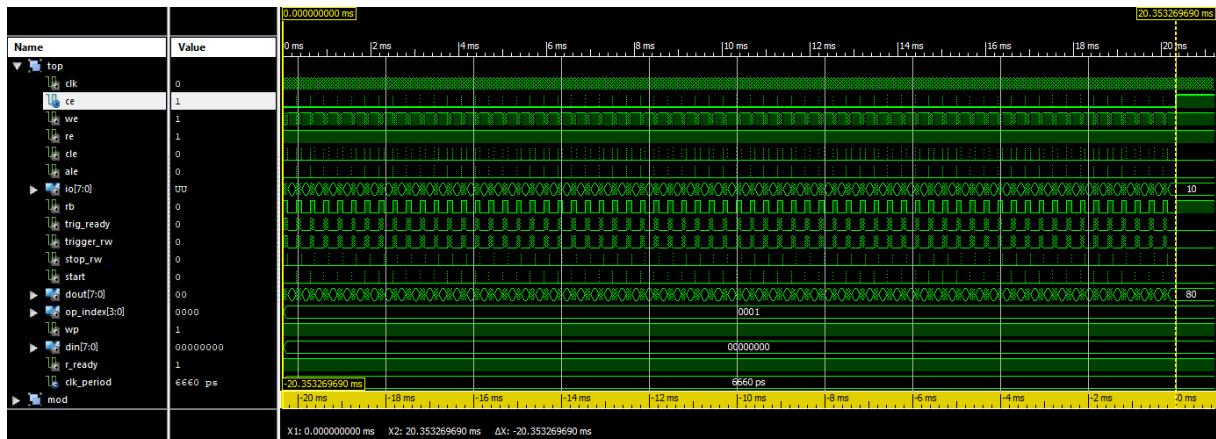 0.000000000 ms 20.353269690 ms
Name Value 0 ms 2 ms 4 ms 6 ms 8 ms 10 ms 12 ms 14 ms 16 ms 18 ms 20 ms
top
clk 0
ce 1
we 1
re 1
cle 0
ale 0
io[7:0] UU 10
rb 0
trig_ready 0
trigger_rw 0
stop_rw 0
start 0
dout[7:0] 00 80
op_index[3:0] 0000 0001
wp 1
din[7:0] 00000000 00000000
r_ready 1
clk_period 6660 ps -20.353269690 ms 6660 ps
mod -20 ms -18 ms -16 ms -14 ms -12 ms -10 ms -8 ms -6 ms -4 ms -2 ms 0 ms
X1: 0.000000000 ms X2: 20.353269690 ms ΔX: -20.353269690 ms